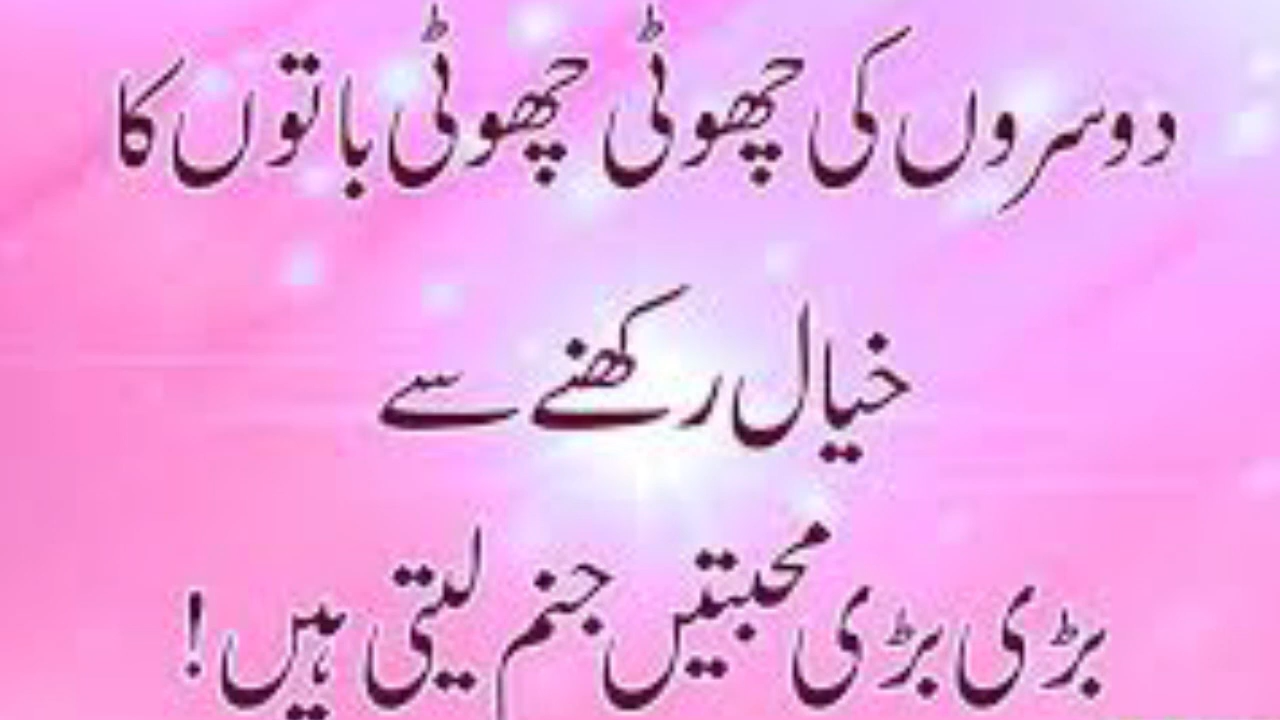 دوسروں کی چھوٹی چھوٹی باتوں کا
خیال رکھنے سے
بڑی بڑی محبتیں جنم لیتی ہیں!